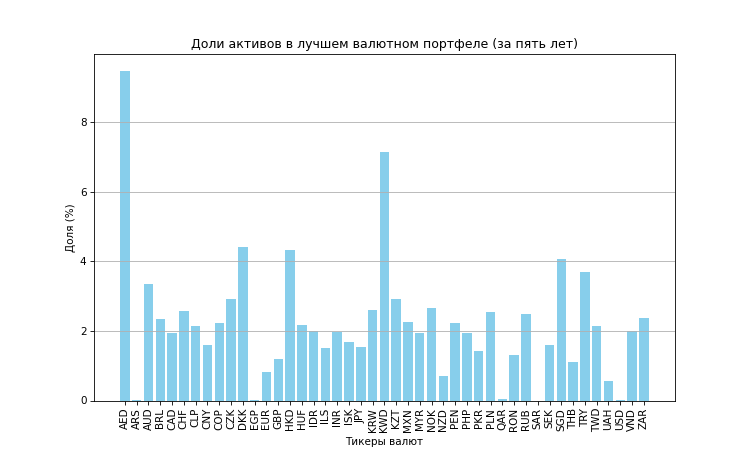 Доли активов в лучшем валютном портфеле (за пять лет)
Доля (%)
8
6
4
2
0
AED ARS AUD BRL CAD CHF CLP CNY COP CZK DKK EGP EUR GBP HKD HUF IDR ILS INR ISK JPY KRW KWD KZT MXN MYR NOK NZD PEN PHP PKR PLN QAR RON RUB SAR SEK SGD THB TRY TWD UAH USD VND ZAR
Тикеры валют